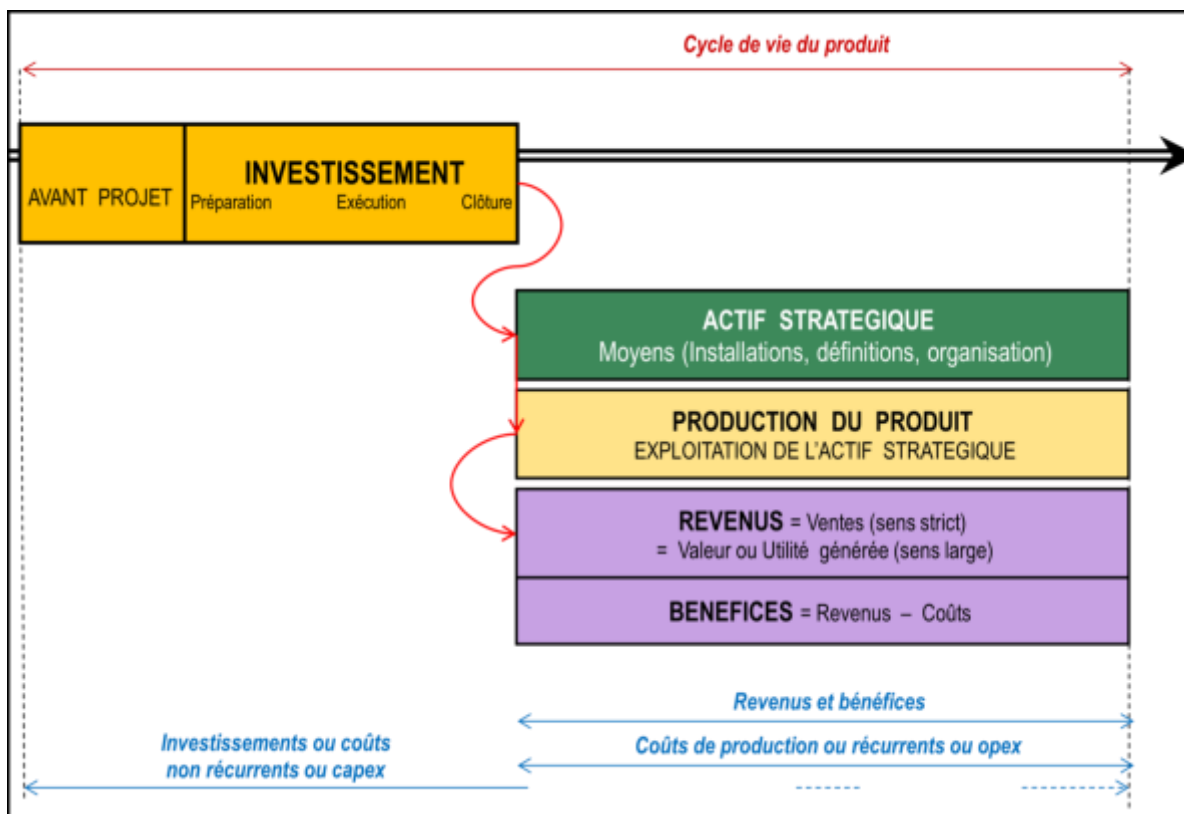 Cycle de vie du produit
AVANT PROJET
INVESTISSEMENT
Préparation Exécution Clôture
ACTIF STRATEGIQUE
Moyens (Installations, définitions, organisation)
PRODUCTION DU PRODUIT
EXPLOITATION DE L'ACTIF STRATEGIQUE
REVENUS = Ventes (sens strict)
= Valeur ou Utilité générée (sens large)
BENEFICES = Revenus – Coûts
Revenus et bénéfices
Investissements ou coûts
non récurrents ou capex
Coûts de production ou récurrents ou opex